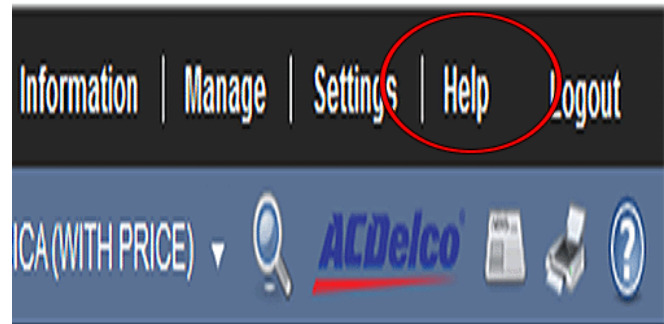 Information | Manage | Settings | Help Logout
ICA (WITH PRICE) ACDelco ?